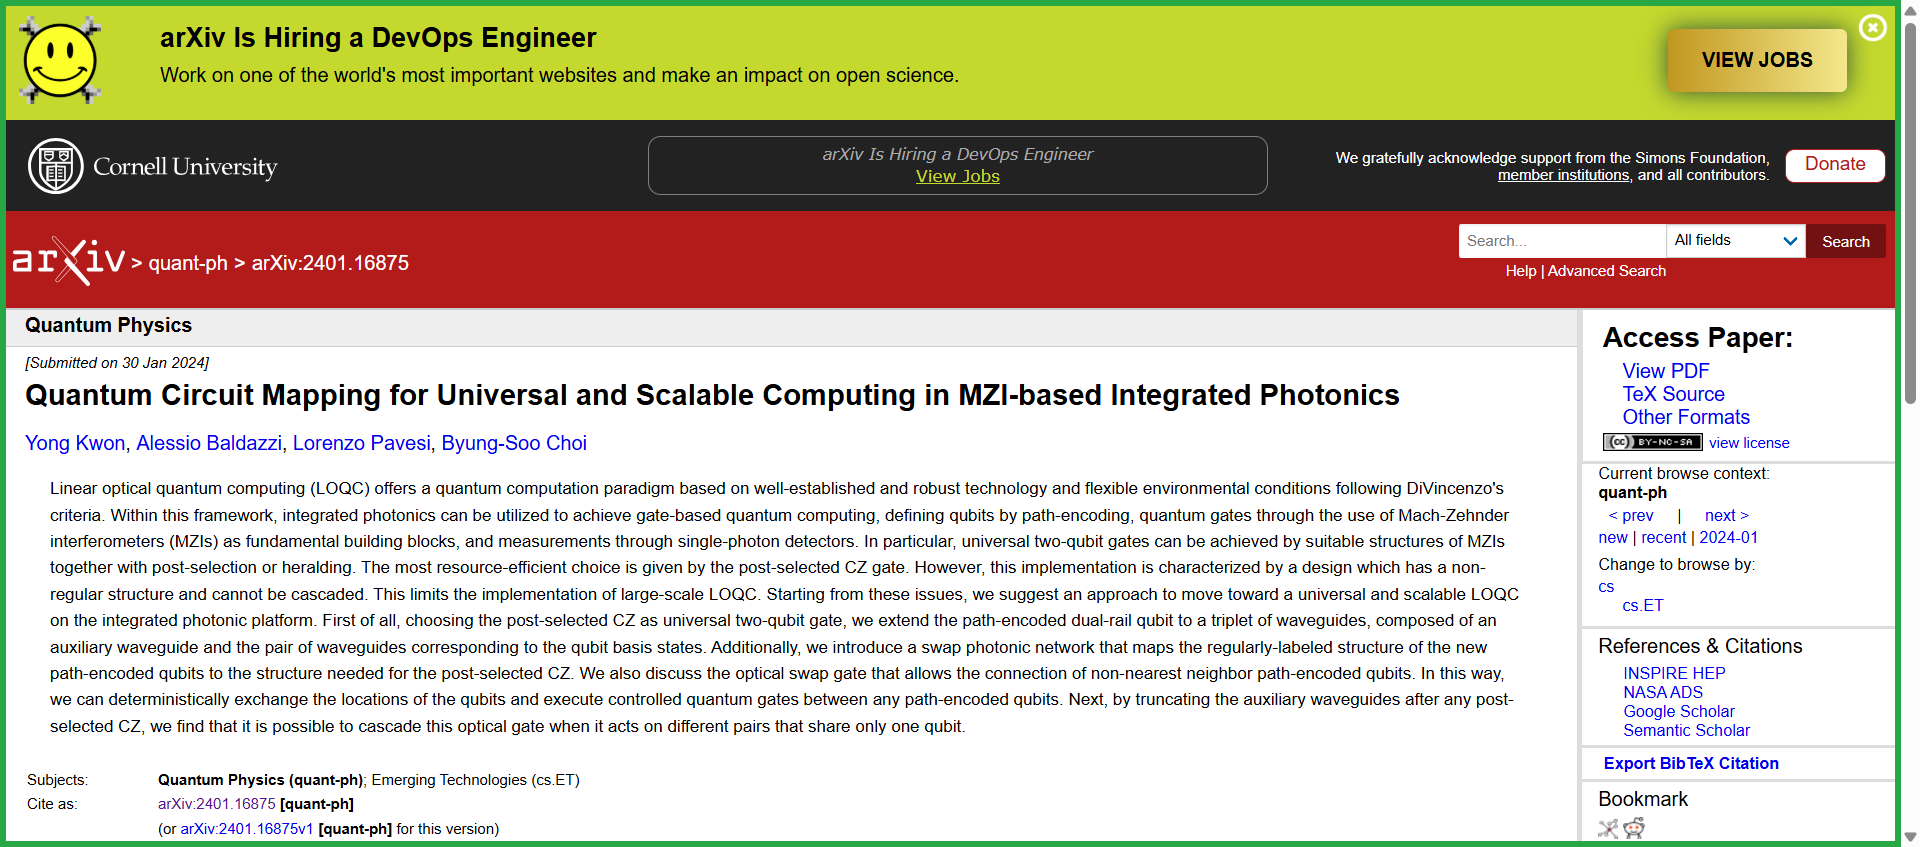 arXiv Is Hiring a DevOps Engineer
Work on one of the world's most important websites and make an impact on open science.
VIEW JOBS
Cornell University
arXiv Is Hiring a DevOps Engineer
View Jobs
We gratefully acknowledge support from the Simons Foundation,
member institutions, and all contributors.
Donate
arXiv > quant-ph > arXiv:2401.16875
Search...
All fields
Search
Help | Advanced Search
Quantum Physics
[Submitted on 30 Jan 2024]
Quantum Circuit Mapping for Universal and Scalable Computing in MZI-based Integrated Photonics
Yong Kwon, Alessio Baldazzi, Lorenzo Pavesi, Byung-Soo Choi
Linear optical quantum computing (LOQC) offers a quantum computation paradigm based on well-established and robust technology and flexible environmental conditions following DiVincenzo's
criteria. Within this framework, integrated photonics can be utilized to achieve gate-based quantum computing, defining qubits by path-encoding, quantum gates through the use of Mach-Zehnder
interferometers (MZIs) as fundamental building blocks, and measurements through single-photon detectors. In particular, universal two-qubit gates can be achieved by suitable structures of MZIs
together with post-selection or heralding. The most resource-efficient choice is given by the post-selected CZ gate. However, this implementation is characterized by a design which has a non-
regular structure and cannot be cascaded. This limits the implementation of large-scale LOQC. Starting from these issues, we suggest an approach to move toward a universal and scalable LOQC
on the integrated photonic platform. First of all, choosing the post-selected CZ as universal two-qubit gate, we extend the path-encoded dual-rail qubit to a triplet of waveguides, composed of an
auxiliary waveguide and the pair of waveguides corresponding to the qubit basis states. Additionally, we introduce a swap photonic network that maps the regularly-labeled structure of the new
path-encoded qubits to the structure needed for the post-selected CZ. We also discuss the optical swap gate that allows the connection of non-nearest neighbor path-encoded qubits. In this way,
we can deterministically exchange the locations of the qubits and execute controlled quantum gates between any path-encoded qubits. Next, by truncating the auxiliary waveguides after any post-
selected CZ, we find that it is possible to cascade this optical gate when it acts on different pairs that share only one qubit.
Subjects: Quantum Physics (quant-ph); Emerging Technologies (cs.ET)
Cite as: arXiv:2401.16875 [quant-ph]
(or arXiv:2401.16875v1 [quant-ph] for this version)
Access Paper:
View PDF
TeX Source
Other Formats
(cc) BY-NC-SA view license
Current browse context:
quant-ph
< prev | next >
new | recent | 2024-01
Change to browse by:
cs
cs.ET
References & Citations
INSPIRE HEP
NASA ADS
Google Scholar
Semantic Scholar
Export BibTeX Citation
Bookmark